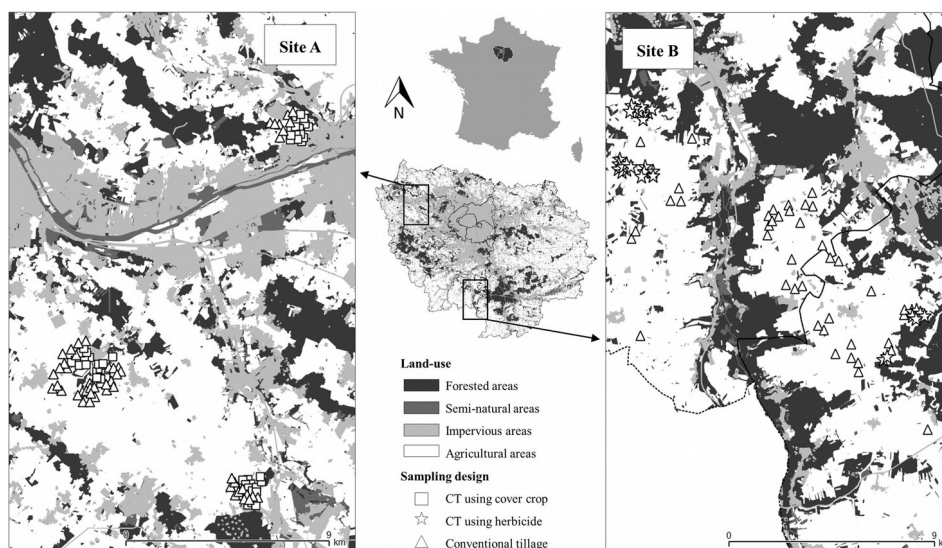 Site A
Site B
N
Land-use
Forested areas
Semi-natural areas
Impervious areas
Agricultural areas
Sampling design
CT using cover crop
CT using herbicide
Conventional tillage
9
km
0
9
km